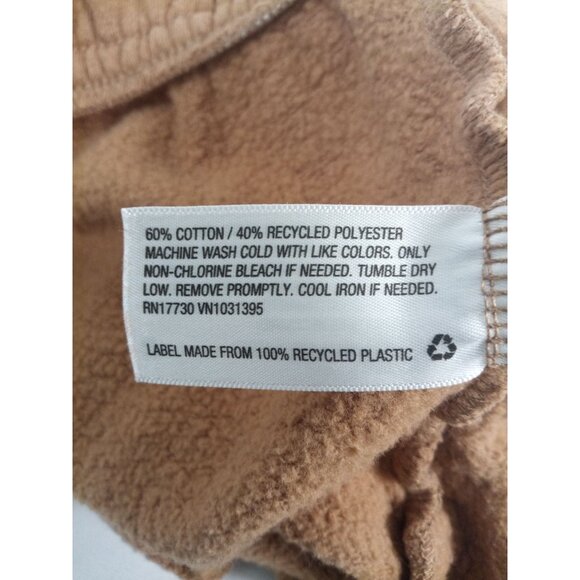 60% COTTON / 40% RECYCLED POLYESTER
MACHINE WASH COLD WITH LIKE COLORS. ONLY
NON-CHLORINE BLEACH IF NEEDED. TUMBLE DRY
LOW. REMOVE PROMPTLY. COOL IRON IF NEEDED.
RN17730 VN1031395
LABEL MADE FROM 100% RECYCLED PLASTIC